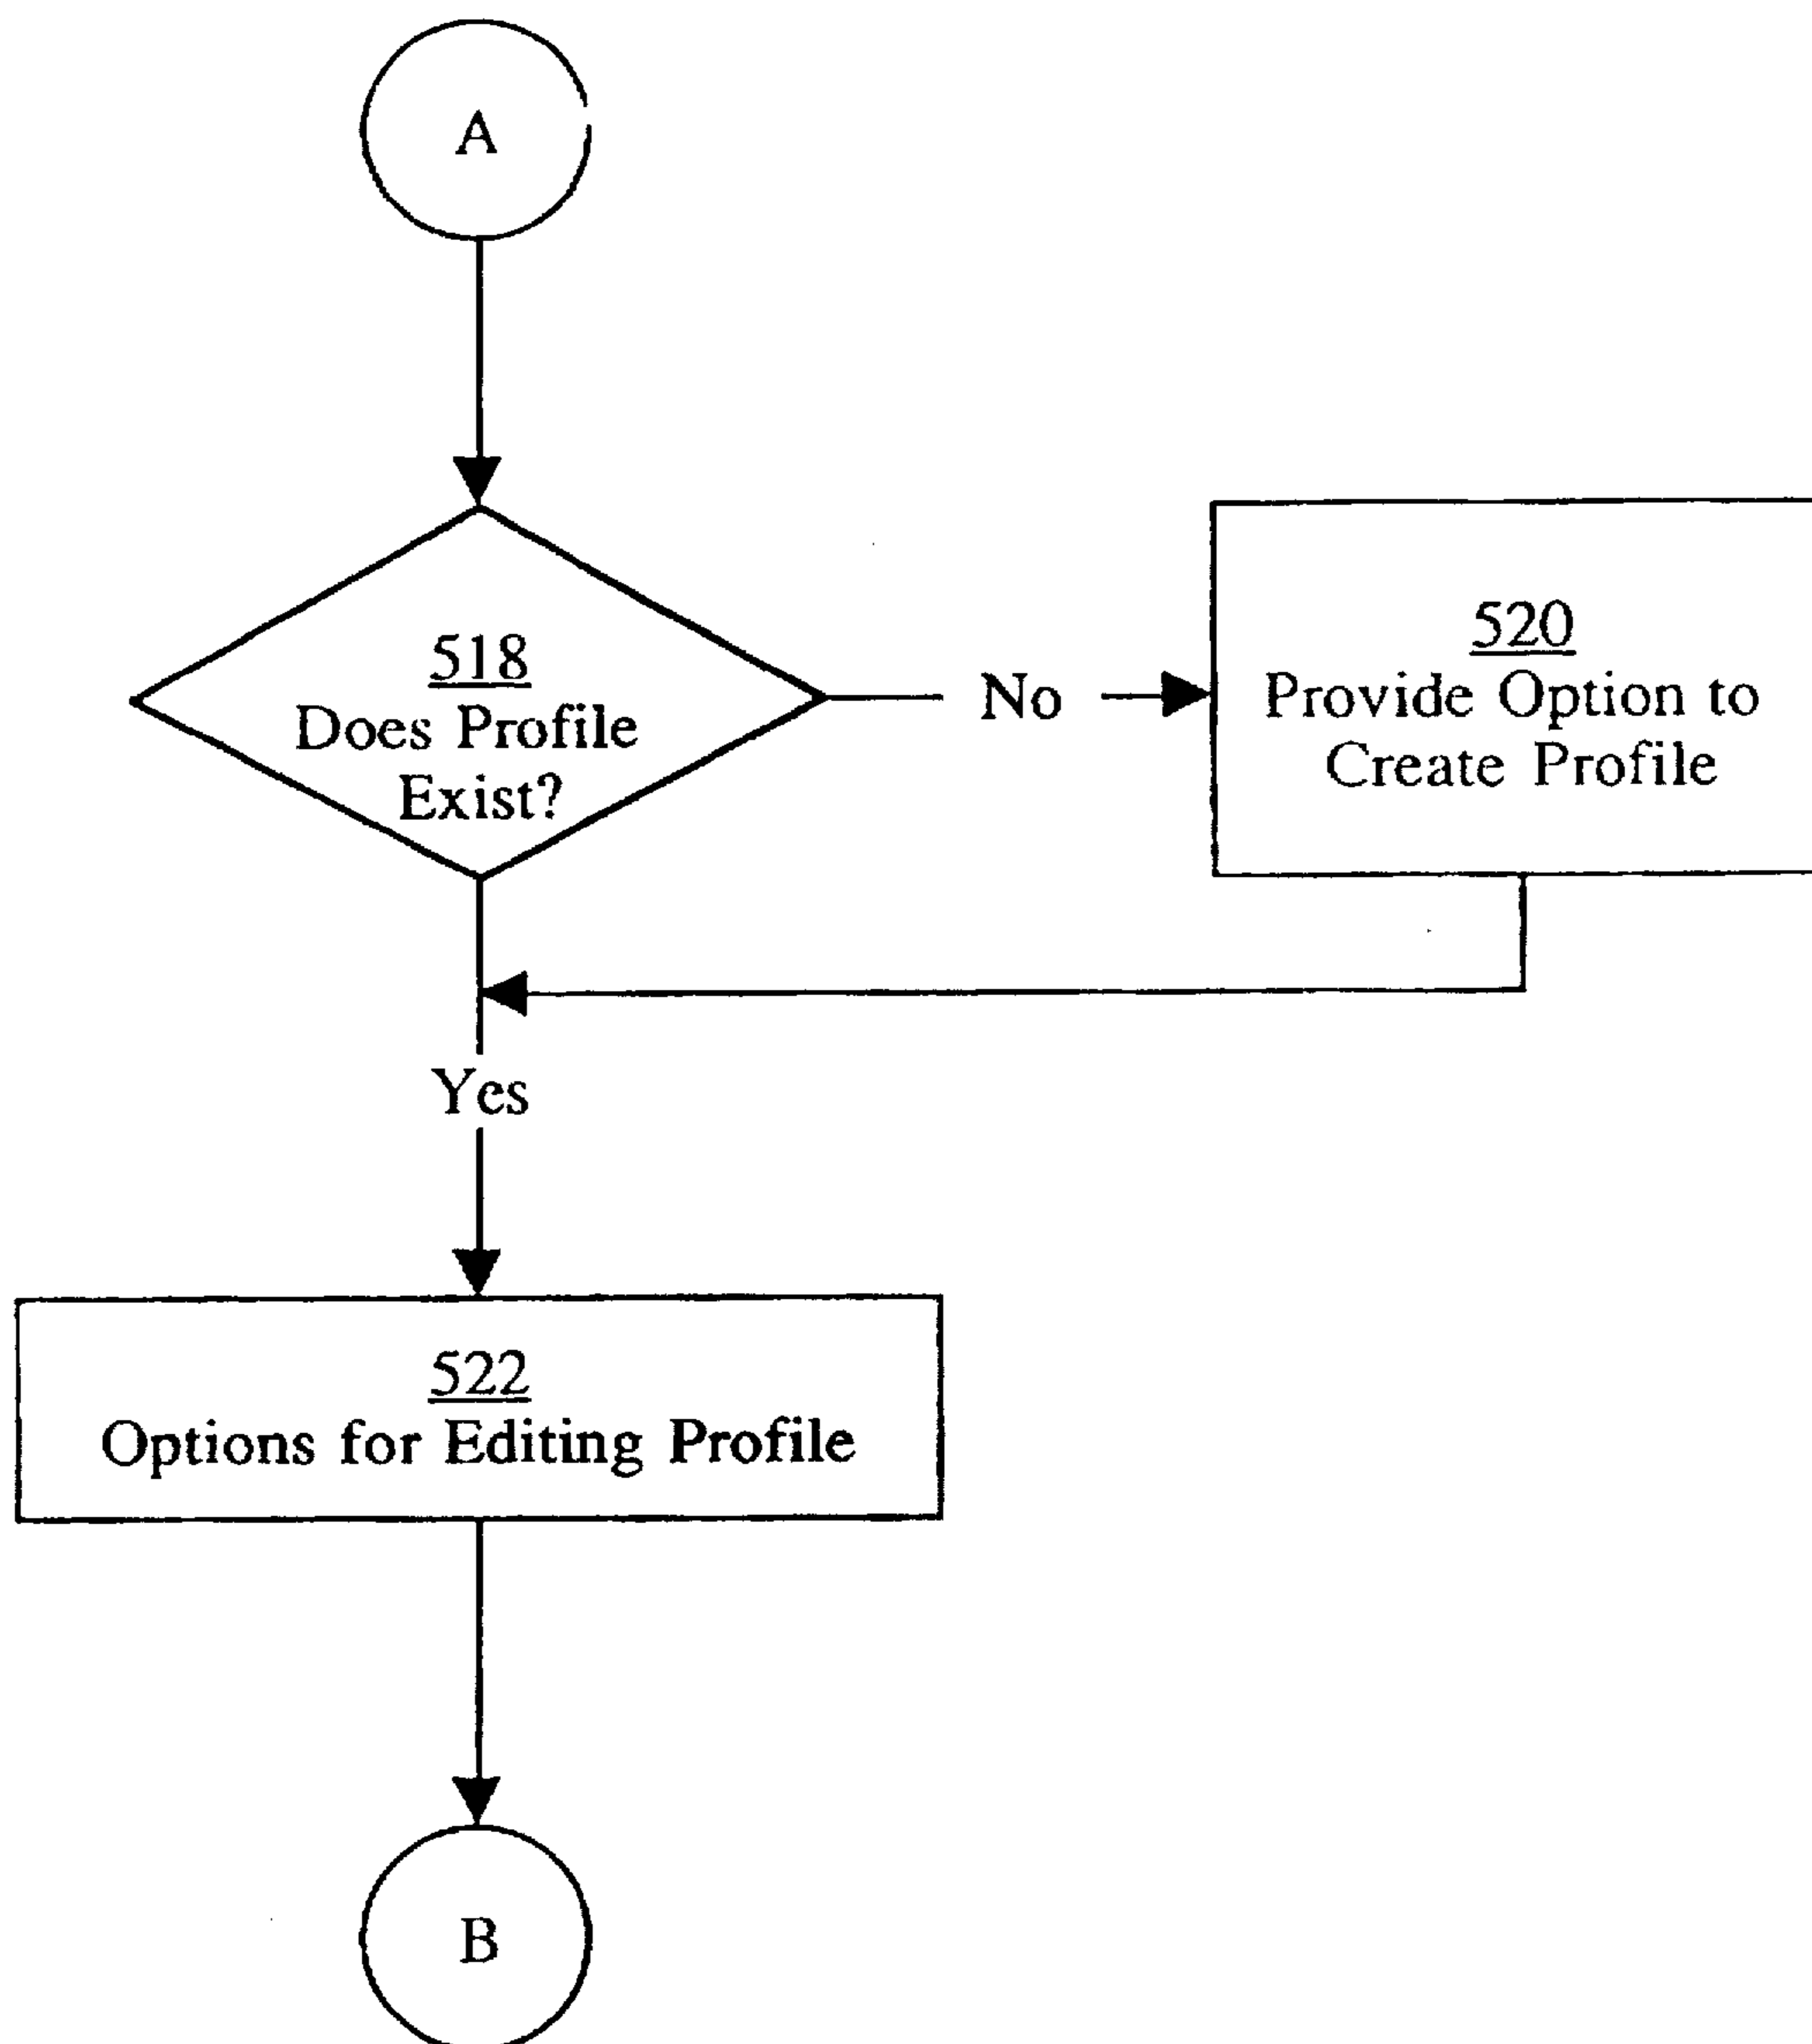 A
518
Does Profile
Exist?
No
520
Provide Option to
Create Profile
Yes
522
Options for Editing Profile
B